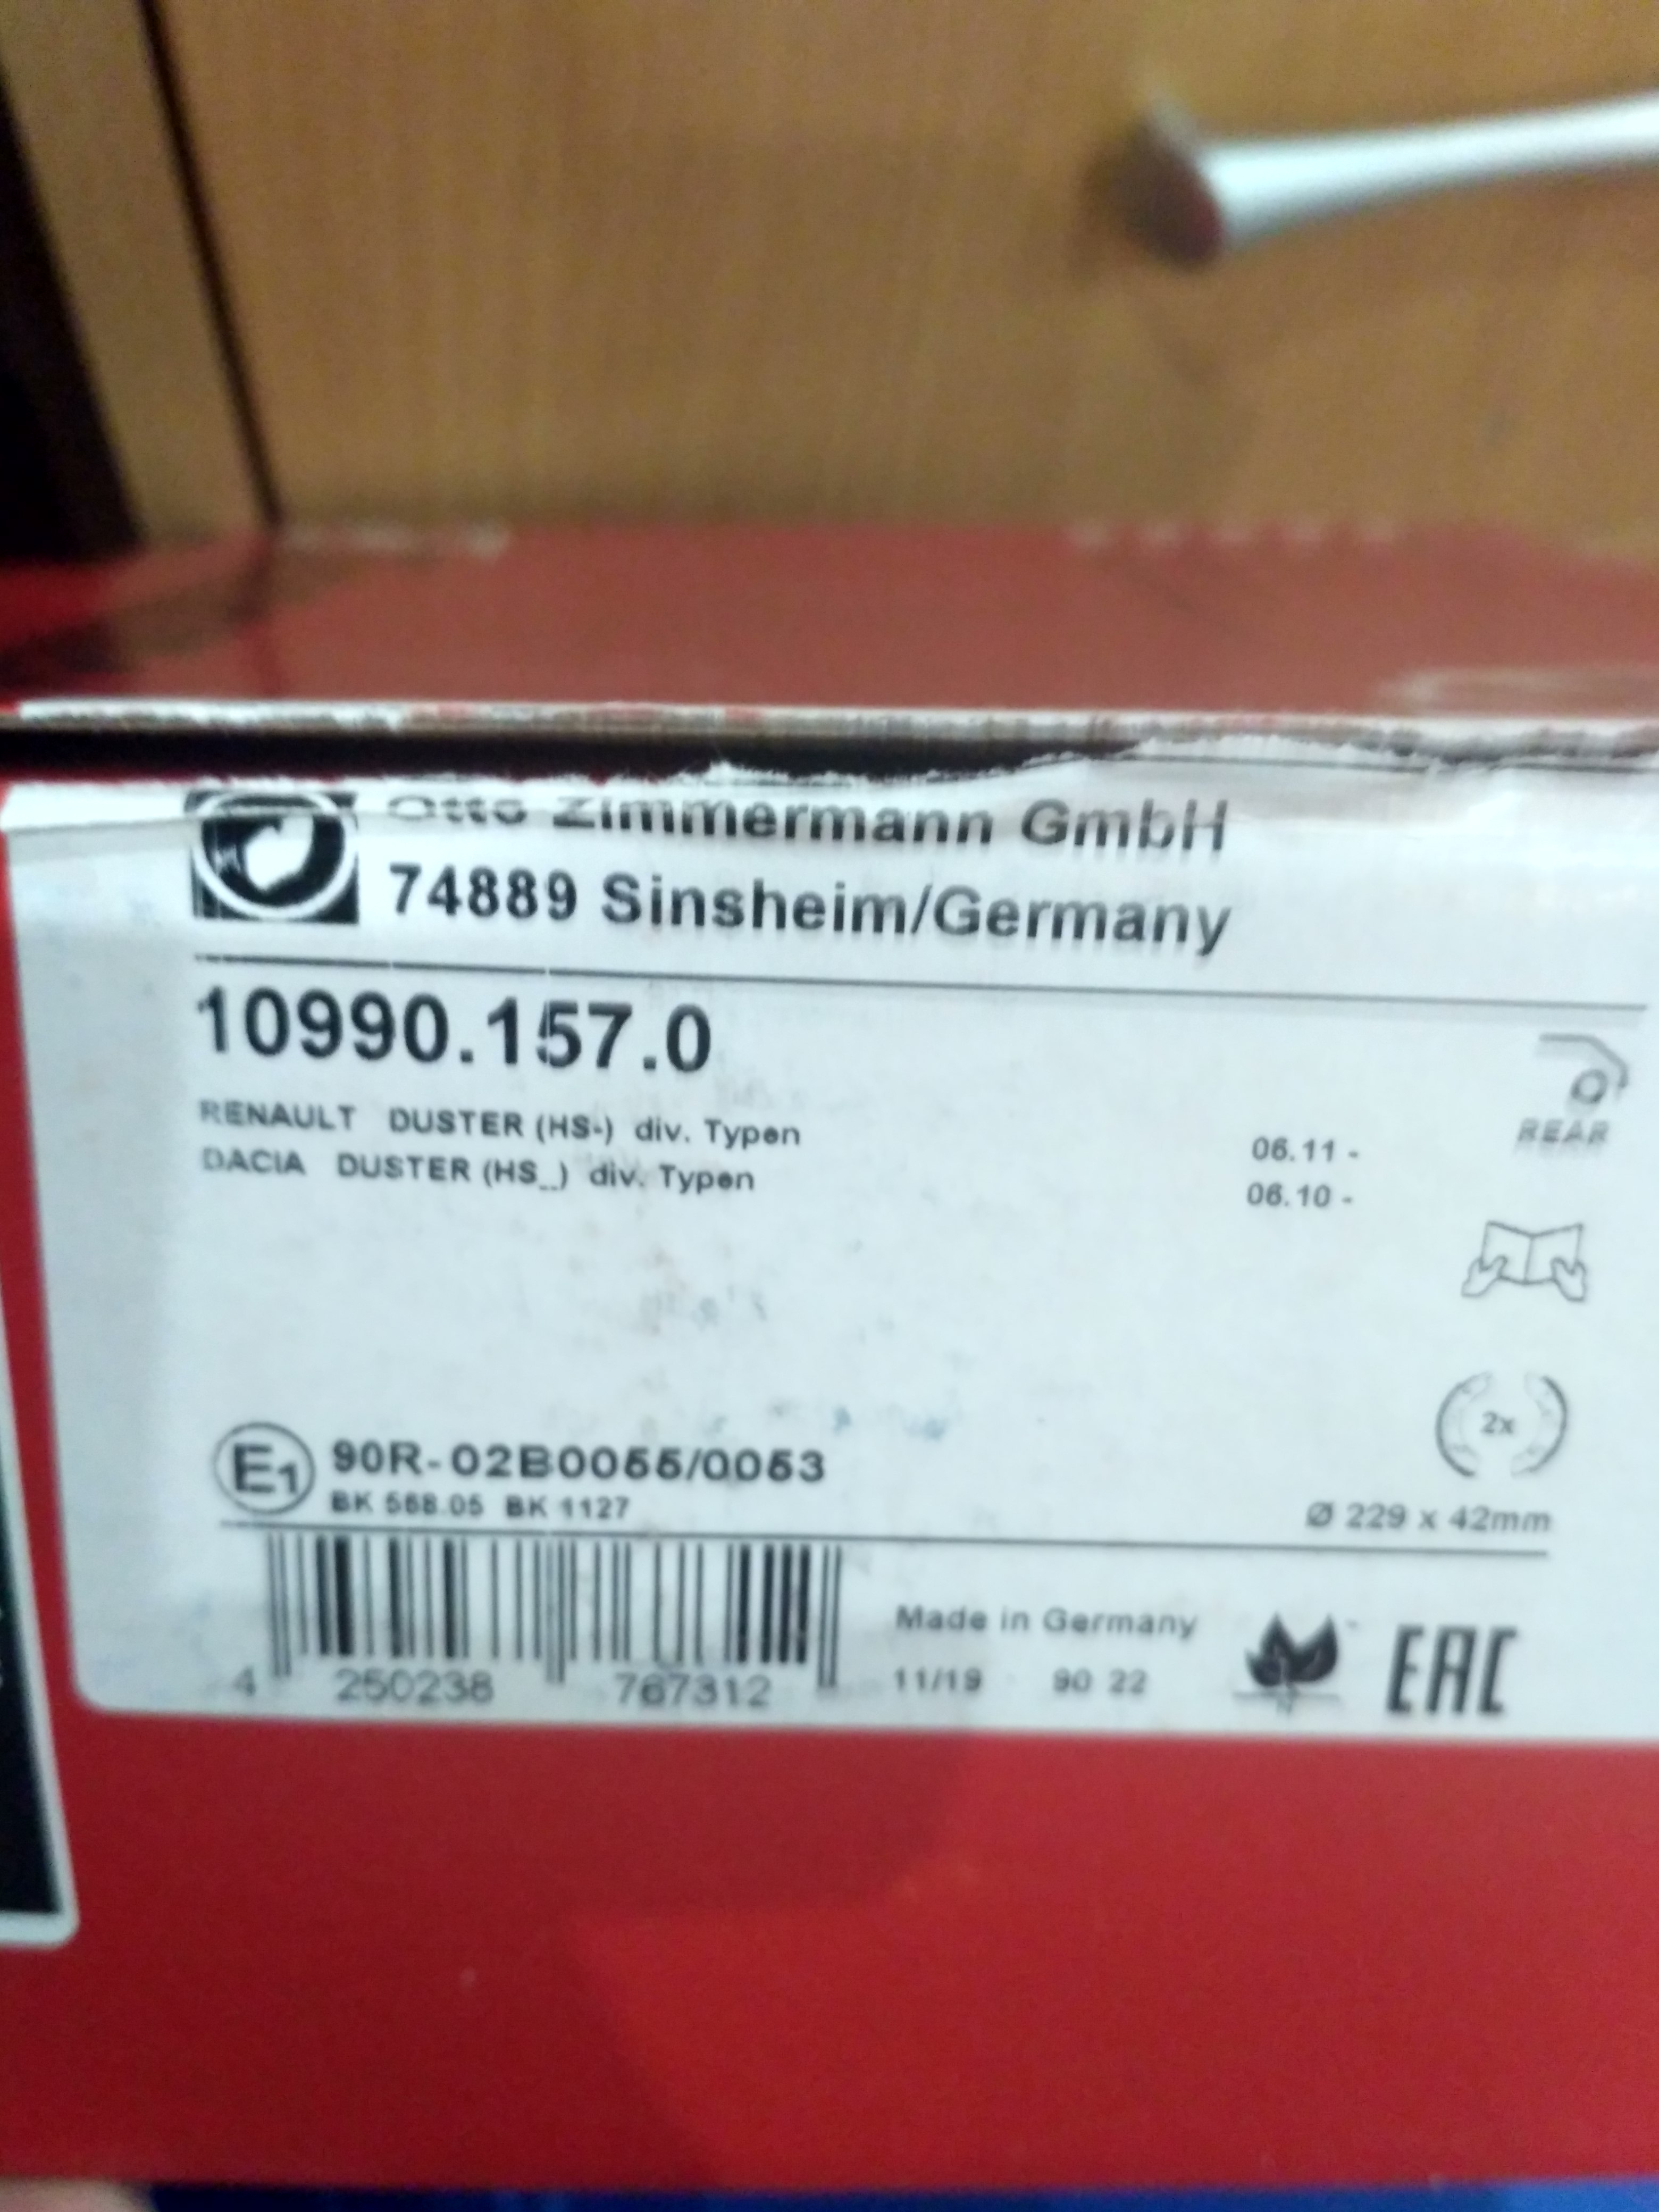 Otto Zimmermann GmbH
74889 Sinsheim/Germany
10990.157.0
RENAULT DUSTER (HS-) div. Typen 06.11 -
DACIA DUSTER (HS_) div. Typen 06.10 -
REAR
2x
E1 90R-02B0055/0053
BK 568.05 BK 1127
Ø 229 x 42mm
4 250238 767312
Made in Germany
11/19 90 22
EAC